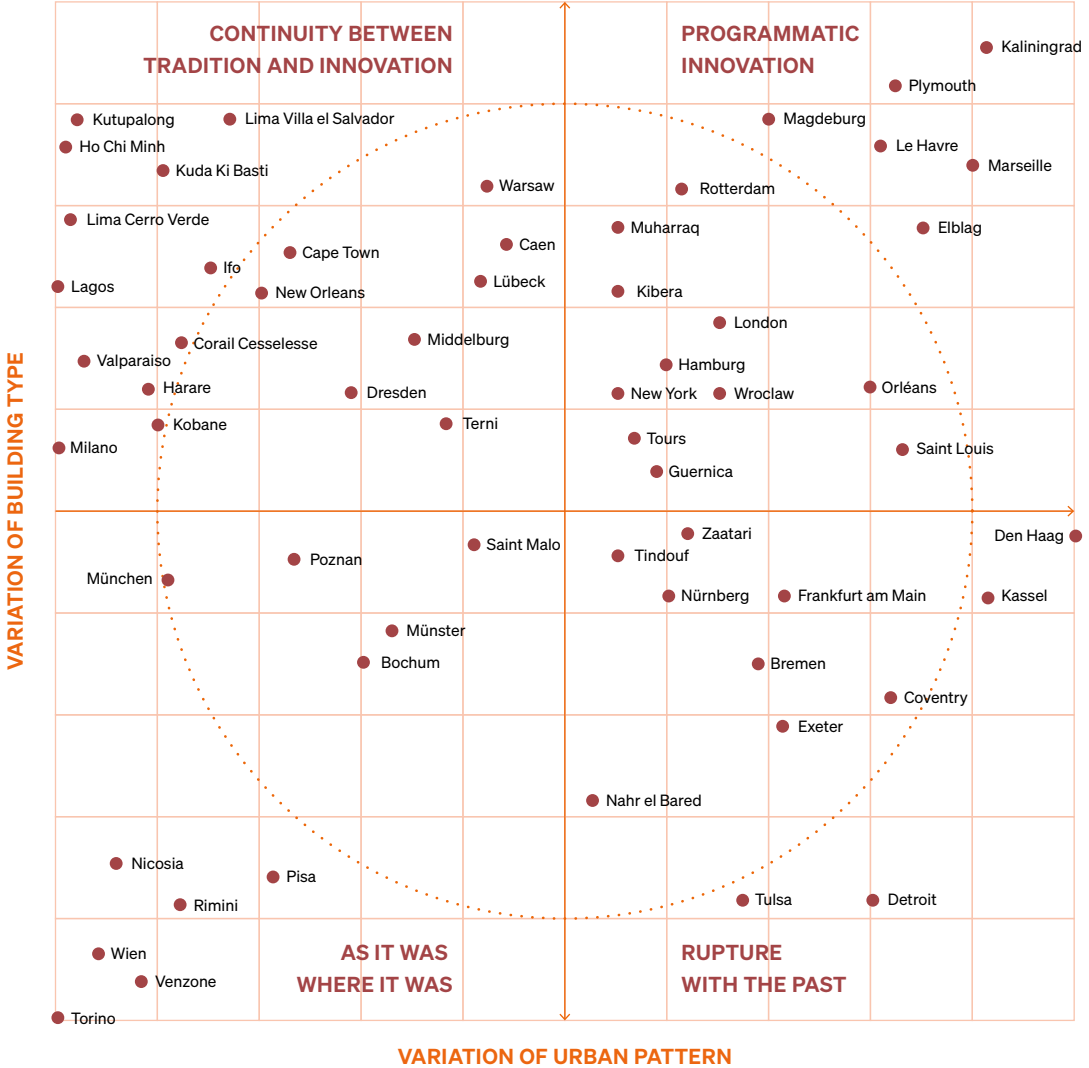 CONTINUITY BETWEEN
TRADITION AND INNOVATION
PROGRAMMATIC
INNOVATION
Kaliningrad
Plymouth
Kutupalong
Lima Villa el Salvador
Magdeburg
Ho Chi Minh
Le Havre
Kuda Ki Basti
Marseille
Warsaw
Rotterdam
Lima Cerro Verde
Muharraq
Elblag
Caen
Cape Town
Ifo
Lübeck
Lagos
New Orleans
Kibera
London
Middelburg
Corail Cesselesse
Valparaiso
Hamburg
Harare
Dresden
New York
Wroclaw
Orléans
Kobane
Terni
Tours
Milano
Saint Louis
Guernica
Zaatari
Den Haag
Saint Malo
Tindouf
Poznan
München
Nürnberg
Frankfurt am Main
Kassel
Münster
Bochum
Bremen
Coventry
Exeter
Nahr el Bared
Nicosia
Pisa
Rimini
Tulsa
Detroit
Wien
Venzone
Torino
AS IT WAS
WHERE IT WAS
RUPTURE
WITH THE PAST
VARIATION OF BUILDING TYPE
VARIATION OF URBAN PATTERN